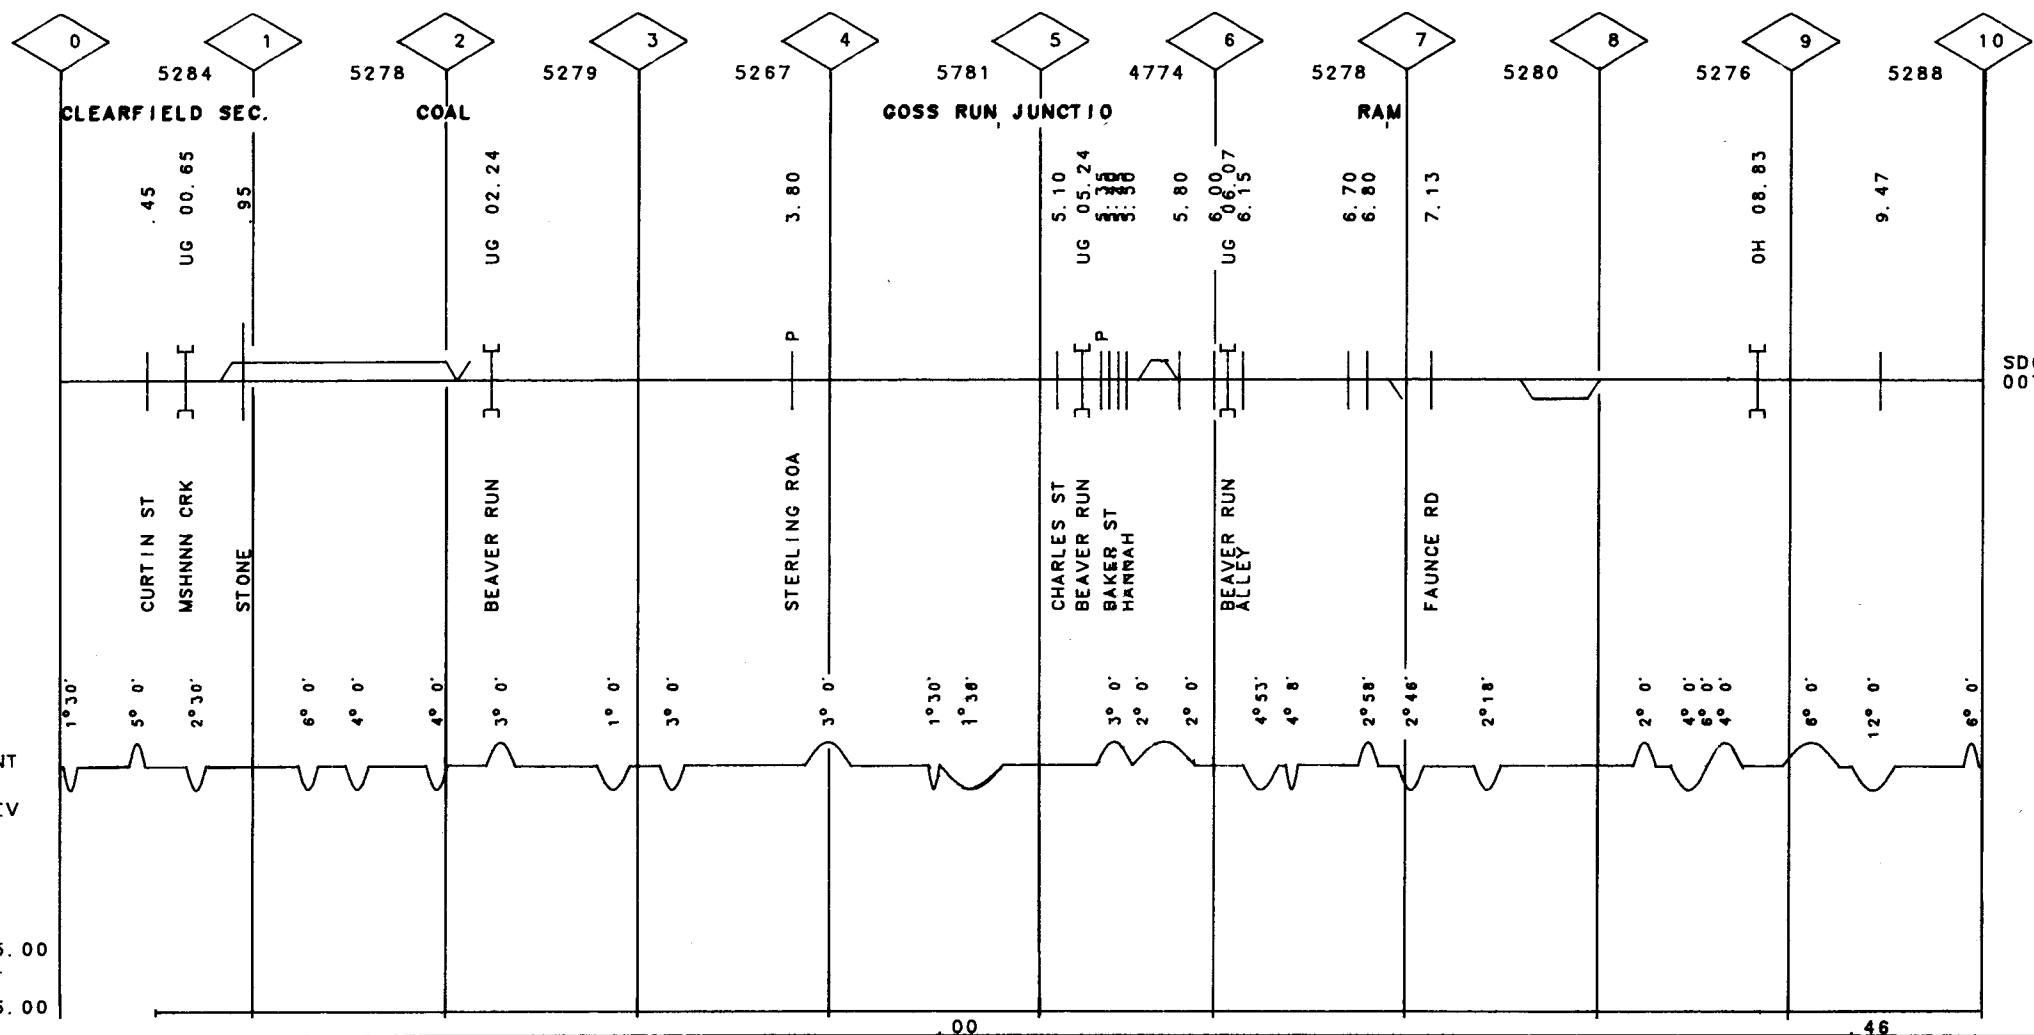 0 1 2 3 4 5 6 7 8 9 10
5284 5278 5279 5267 5781 4774 5278 5280 5276 5288
CLEARFIELD SEC. COAL GOSS RUN JUNCTIO RAM
.45
UG 00.65
.95
UG 02.24
3.80
5.10
UG 05.24
5.80
6.00
UG 06.07
6.15
6.70
6.80
7.13
OH 08.83
9.47
P P
CURTIN ST
MSHNNN CRK
STONE
BEAVER RUN
STERLING ROA
CHARLES ST
BEAVER RUN
BAKER ST
HANNAH
BEAVER RUN
ALLEY
FAUNCE RD
1°30'
5° 0'
2°30'
6° 0'
4° 0'
4° 0'
3° 0'
1° 0'
3° 0'
3° 0'
1°30'
3° 0'
2° 0'
2° 0'
4°53'
4° 8'
2°58'
2°46'
2°18'
2° 0'
4° 0'
6° 0'
4° 0'
12° 0'
6° 0'
5.00
5.00
.00 .46